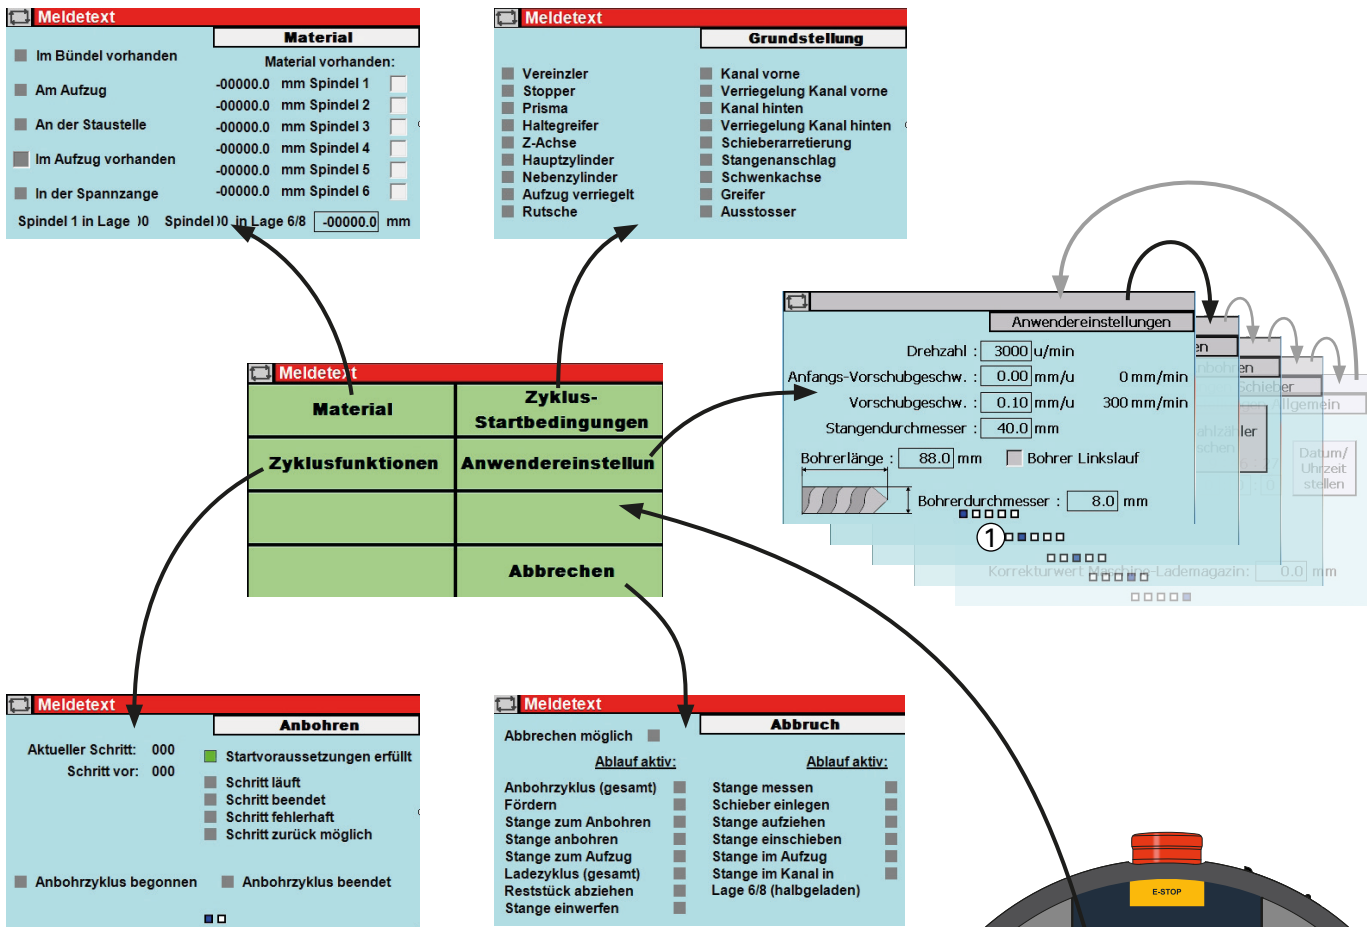 Meldetext
Material
Im Bündel vorhanden
Material vorhanden:
Am Aufzug
-00000.0 mm Spindel 1
-00000.0 mm Spindel 2
An der Staustelle
-00000.0 mm Spindel 3
-00000.0 mm Spindel 4
Im Aufzug vorhanden
-00000.0 mm Spindel 5
In der Spannzange
-00000.0 mm Spindel 6
Spindel 1 in Lage 00 Spindel 00 in Lage 6/8 -00000.0 mm
Meldetext
Grundstellung
Vereinzler
Stopper
Prisma
Haltegreifer
Z-Achse
Hauptzylinder
Nebenzylinder
Aufzug verriegelt
Rutsche
Kanal vorne
Verriegelung Kanal vorne
Kanal hinten
Verriegelung Kanal hinten
Schieberarretierung
Stangenanschlag
Schwenkachse
Greifer
Ausstosser
Meldetext
Material
Zyklus-
Startbedingungen
Zyklusfunktionen
Anwendereinstellun
Abbrechen
Anwendereinstellungen
Drehzahl : 3000 u/min
Anfangs-Vorschubgeschw. : 0.00 mm/u 0 mm/min
Vorschubgeschw. : 0.10 mm/u 300 mm/min
Stangendurchmesser : 40.0 mm
Bohrerlänge : 88.0 mm Bohrer Linkslauf
Bohrerdurchmesser : 8.0 mm
1
en
nbohren
Schieber
Allgemein
ahlzähler
schen
Datum/
Uhrzeit
stellen
Korrekturwert Maschine-Lademagazin: 0.0 mm
Meldetext
Anbohren
Aktueller Schritt: 000
Schritt vor: 000
Startvoraussetzungen erfüllt
Schritt läuft
Schritt beendet
Schritt fehlerhaft
Schritt zurück möglich
Anbohrzyklus begonnen
Anbohrzyklus beendet
Meldetext
Abbruch
Abbrechen möglich
Ablauf aktiv:
Anbohrzyklus (gesamt)
Fördern
Stange zum Anbohren
Stange anbohren
Stange zum Aufzug
Ladezyklus (gesamt)
Reststück abziehen
Stange einwerfen
Ablauf aktiv:
Stange messen
Schieber einlegen
Stange aufziehen
Stange einschieben
Stange im Aufzug
Stange im Kanal in
Lage 6/8 (halbgeladen)
E-STOP